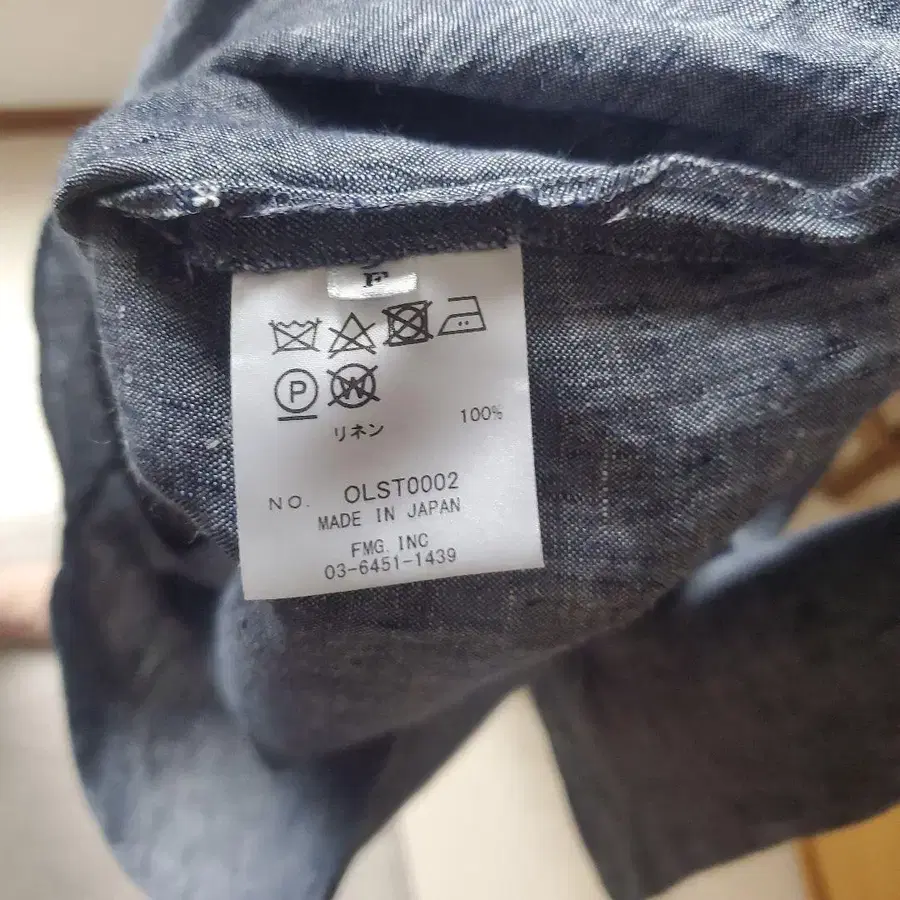 F
P W
リネン 100%
NO. OLST0002
MADE IN JAPAN
FMG. INC
03-6451-1439